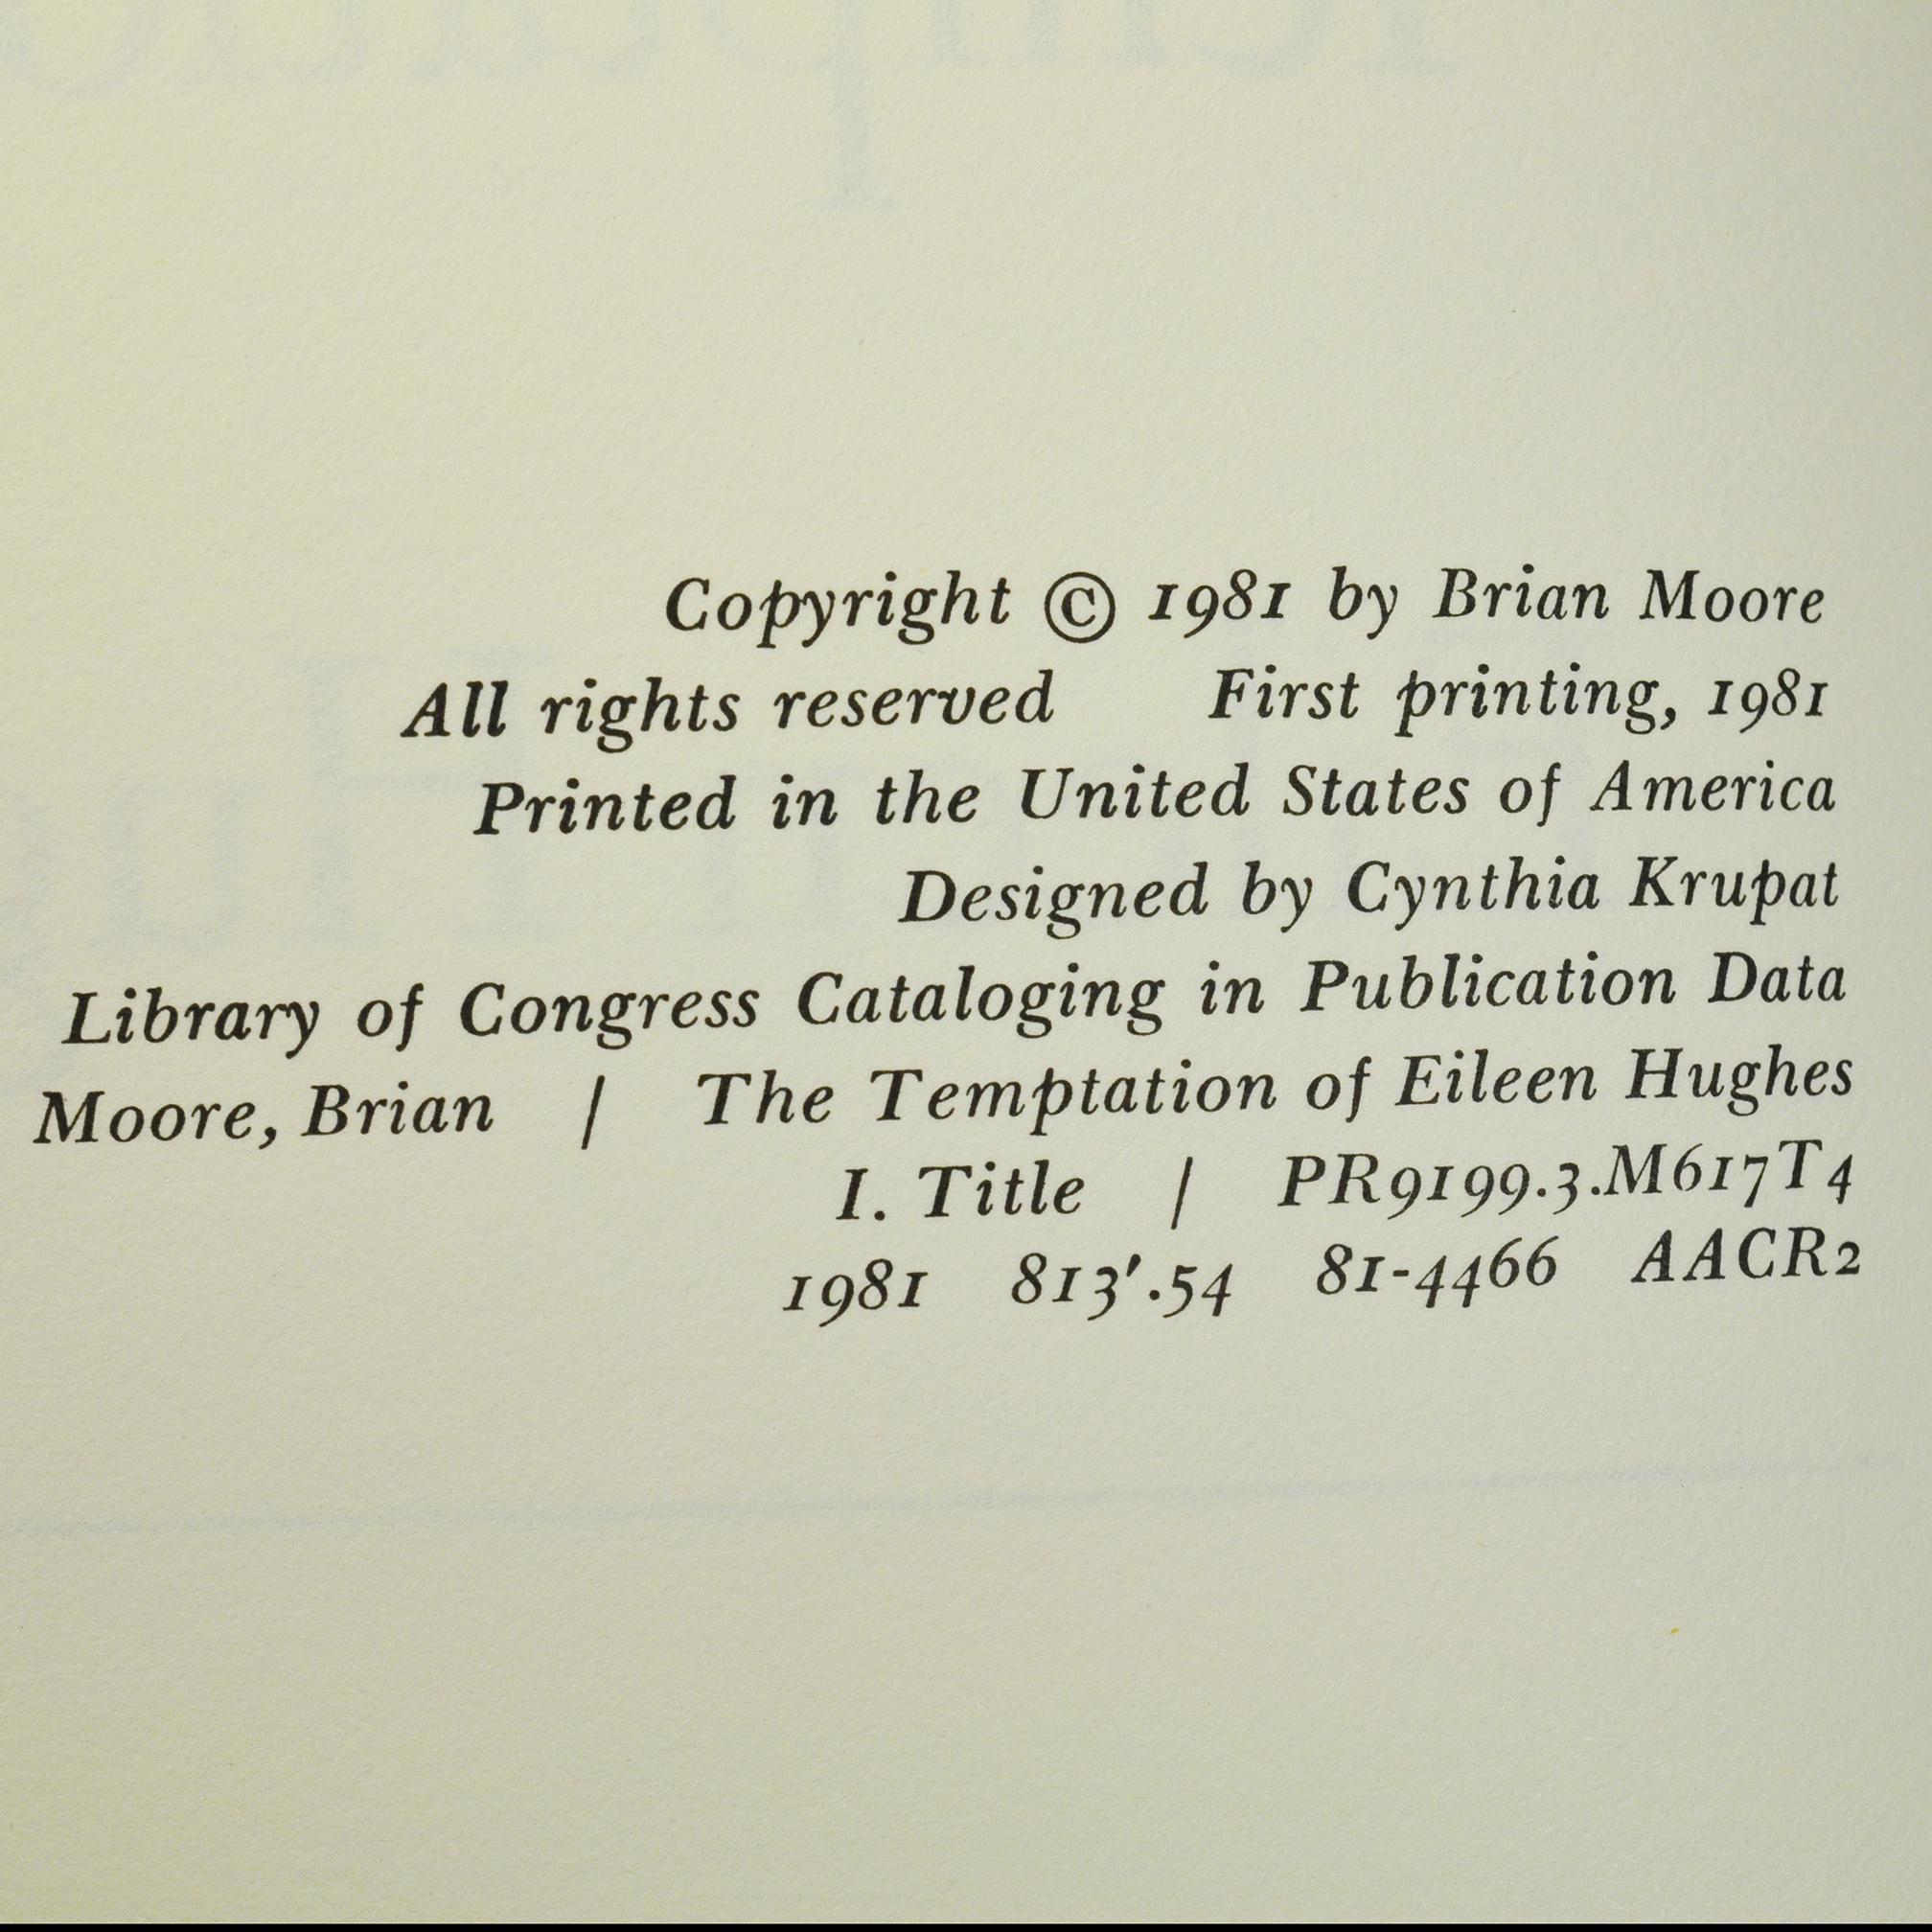 Copyright © 1981 by Brian Moore
All rights reserved First printing, 1981
Printed in the United States of America
Designed by Cynthia Krupat
Library of Congress Cataloging in Publication Data
Moore, Brian / The Temptation of Eileen Hughes
I. Title / PR9199.3.M617T4
1981 813'.54 81-4466 AACR2